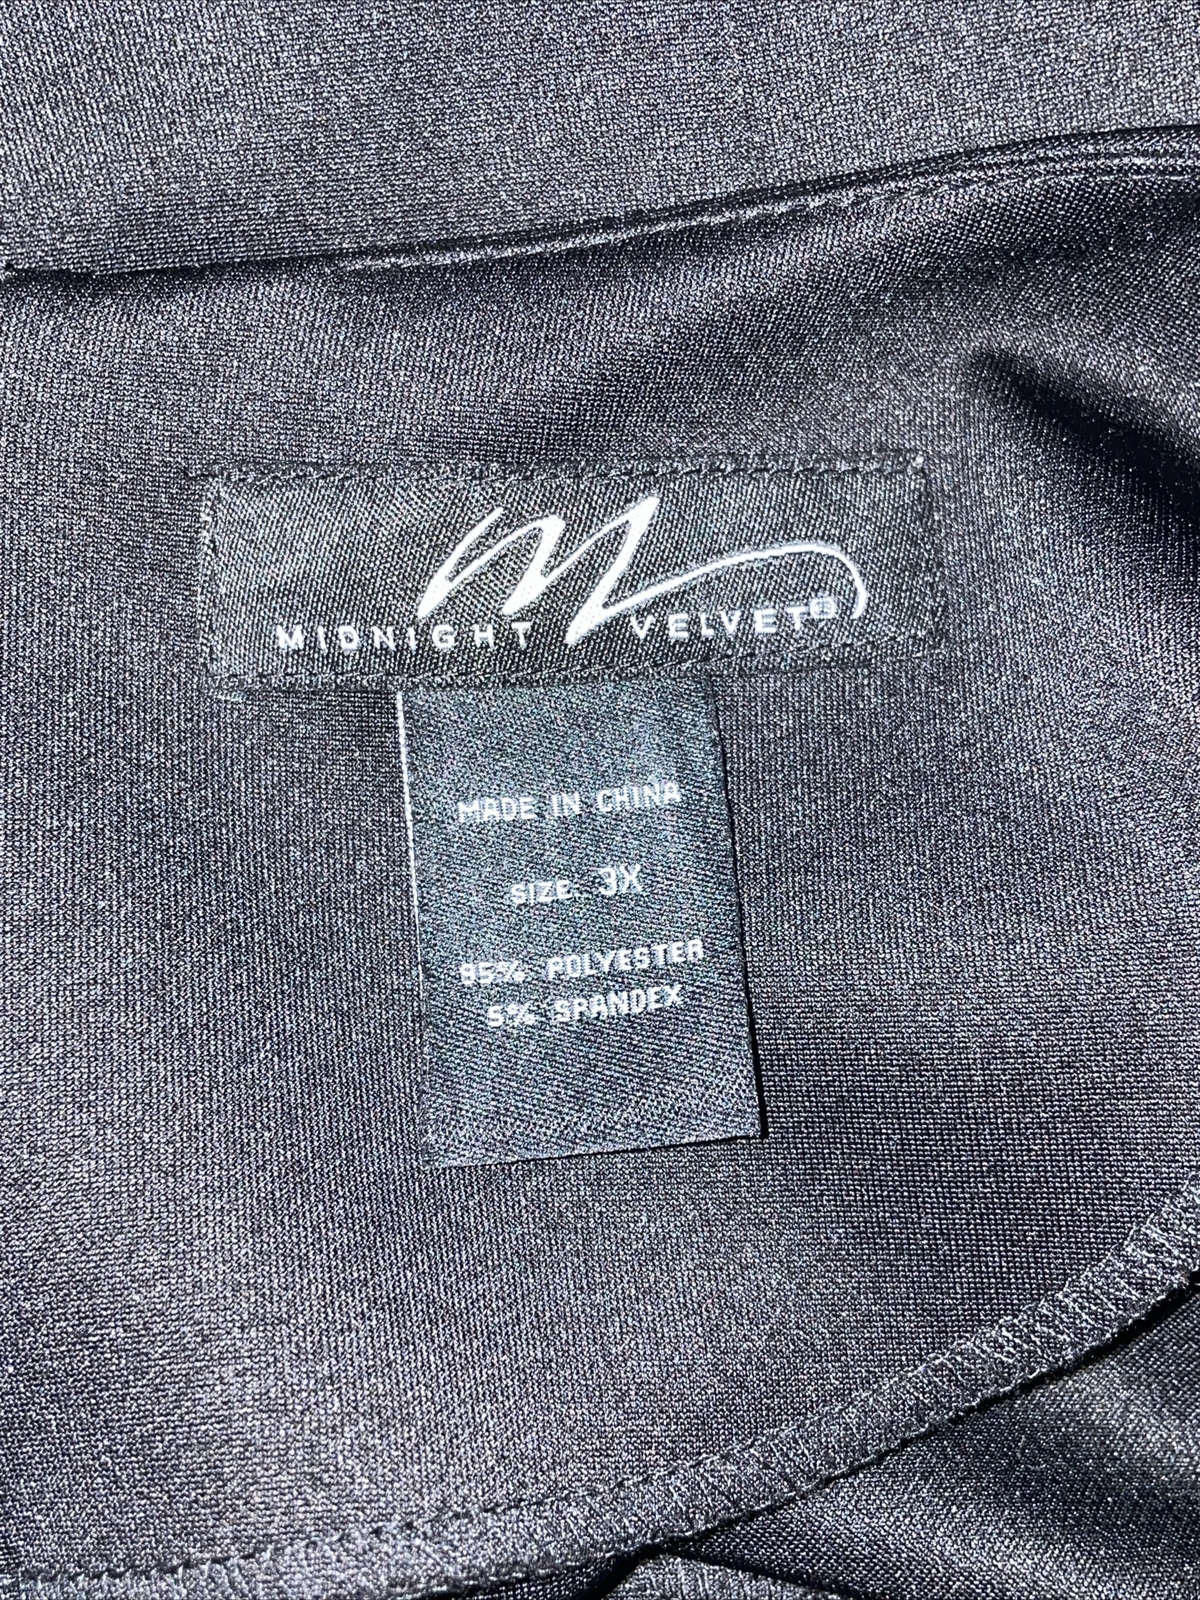 M
MIDNIGHT VELVET®
MADE IN CHINA
SIZE: 3X
95% POLYESTER
5% SPANDEX